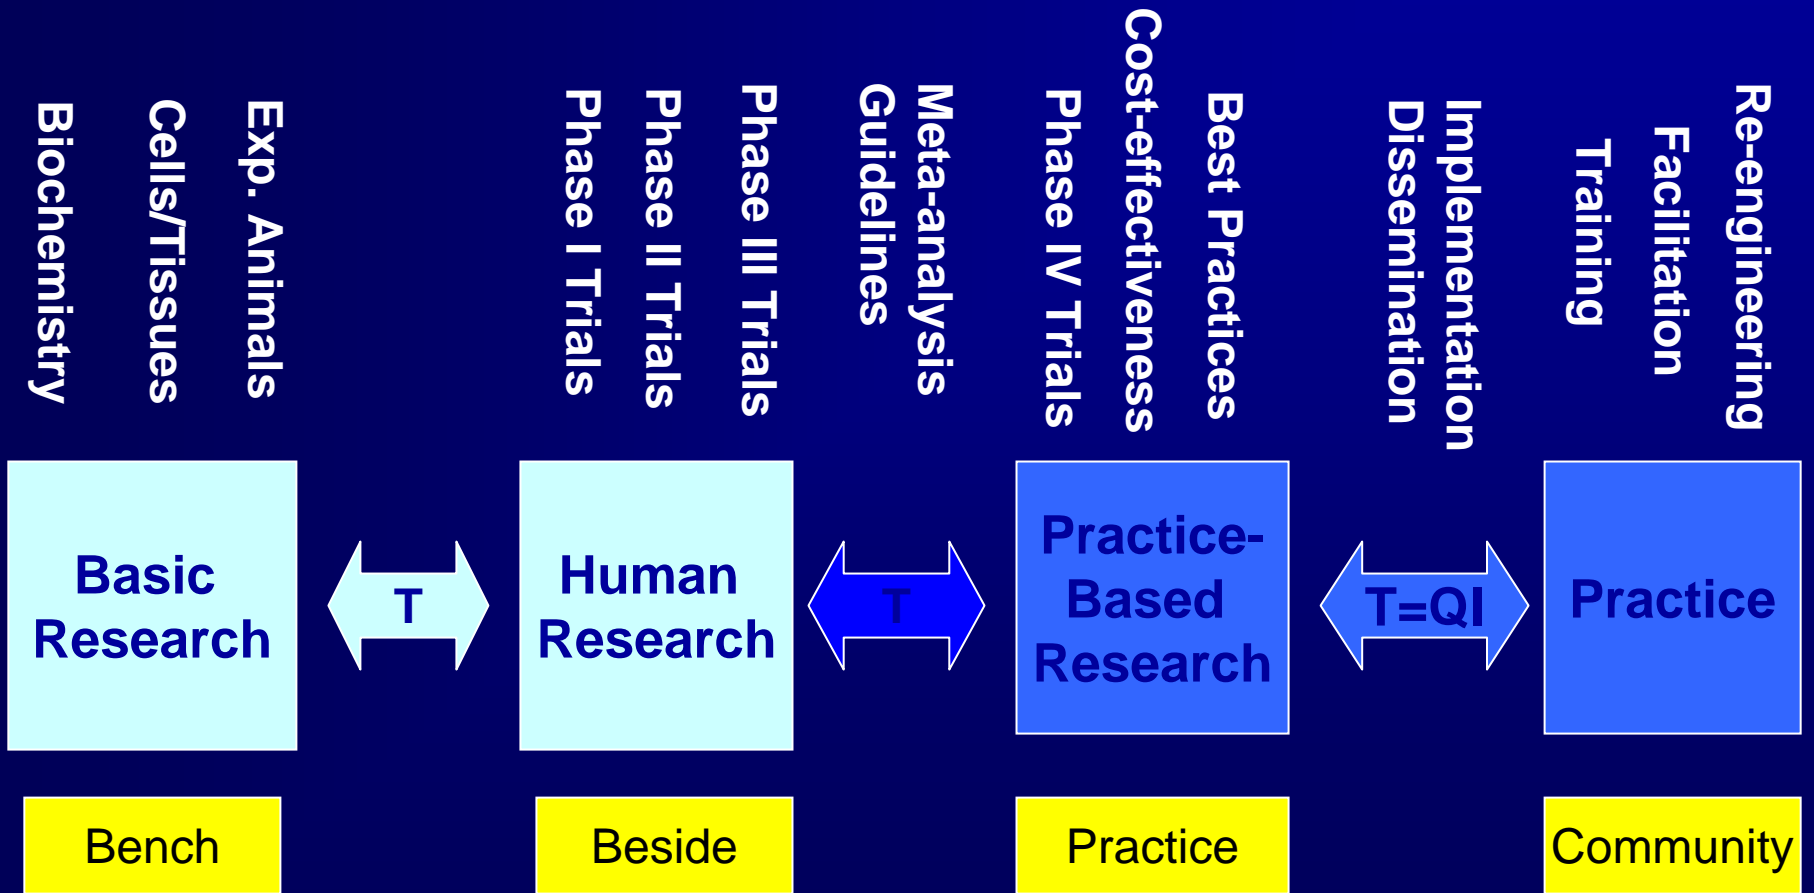 Biochemistry
Cells/Tissues
Exp. Animals
Phase I Trials
Phase II Trials
Phase III Trials
Meta-analysis
Guidelines
Phase IV Trials
Cost-effectiveness
Best Practices
Implementation
Dissemination
Training
Facilitation
Re-engineering
Basic
Research
T
Human
Research
T
Practice-
Based
Research
T=QI
Practice
Bench
Beside
Practice
Community